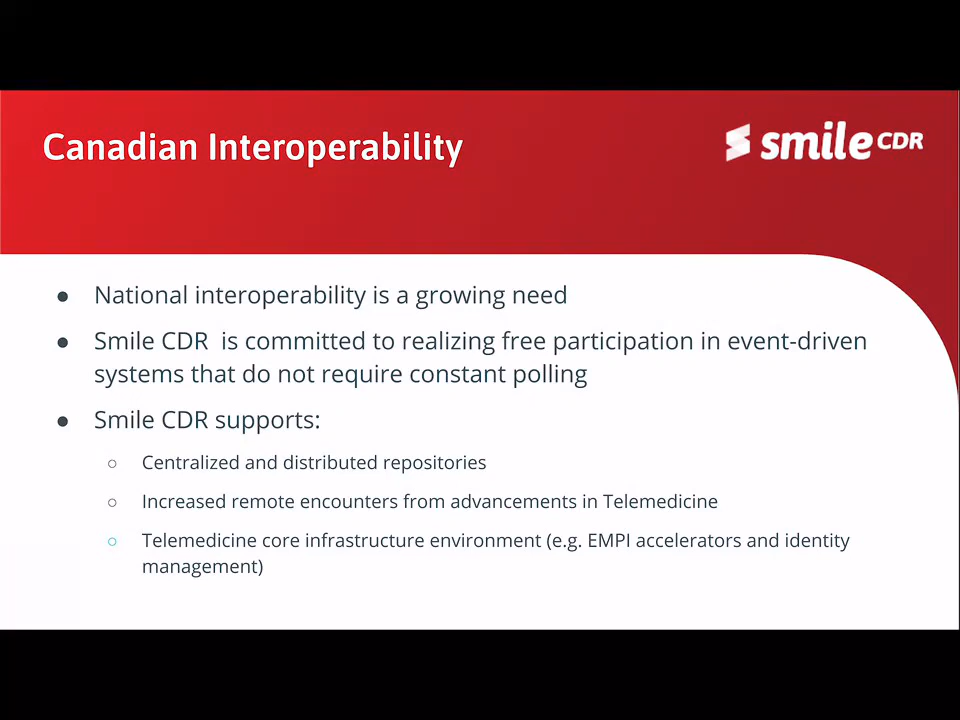 Canadian Interoperability
smile CDR
● National interoperability is a growing need
● Smile CDR is committed to realizing free participation in event-driven
systems that do not require constant polling
● Smile CDR supports:
○ Centralized and distributed repositories
○ Increased remote encounters from advancements in Telemedicine
○ Telemedicine core infrastructure environment (e.g. EMPI accelerators and identity
management)